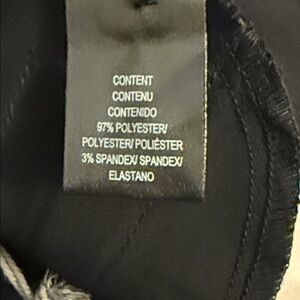 CONTENT
CONTENU
CONTENIDO
97% POLYESTER/
POLYESTER/ POLIÉSTER
3% SPANDEX/ SPANDEX/
ELASTANO